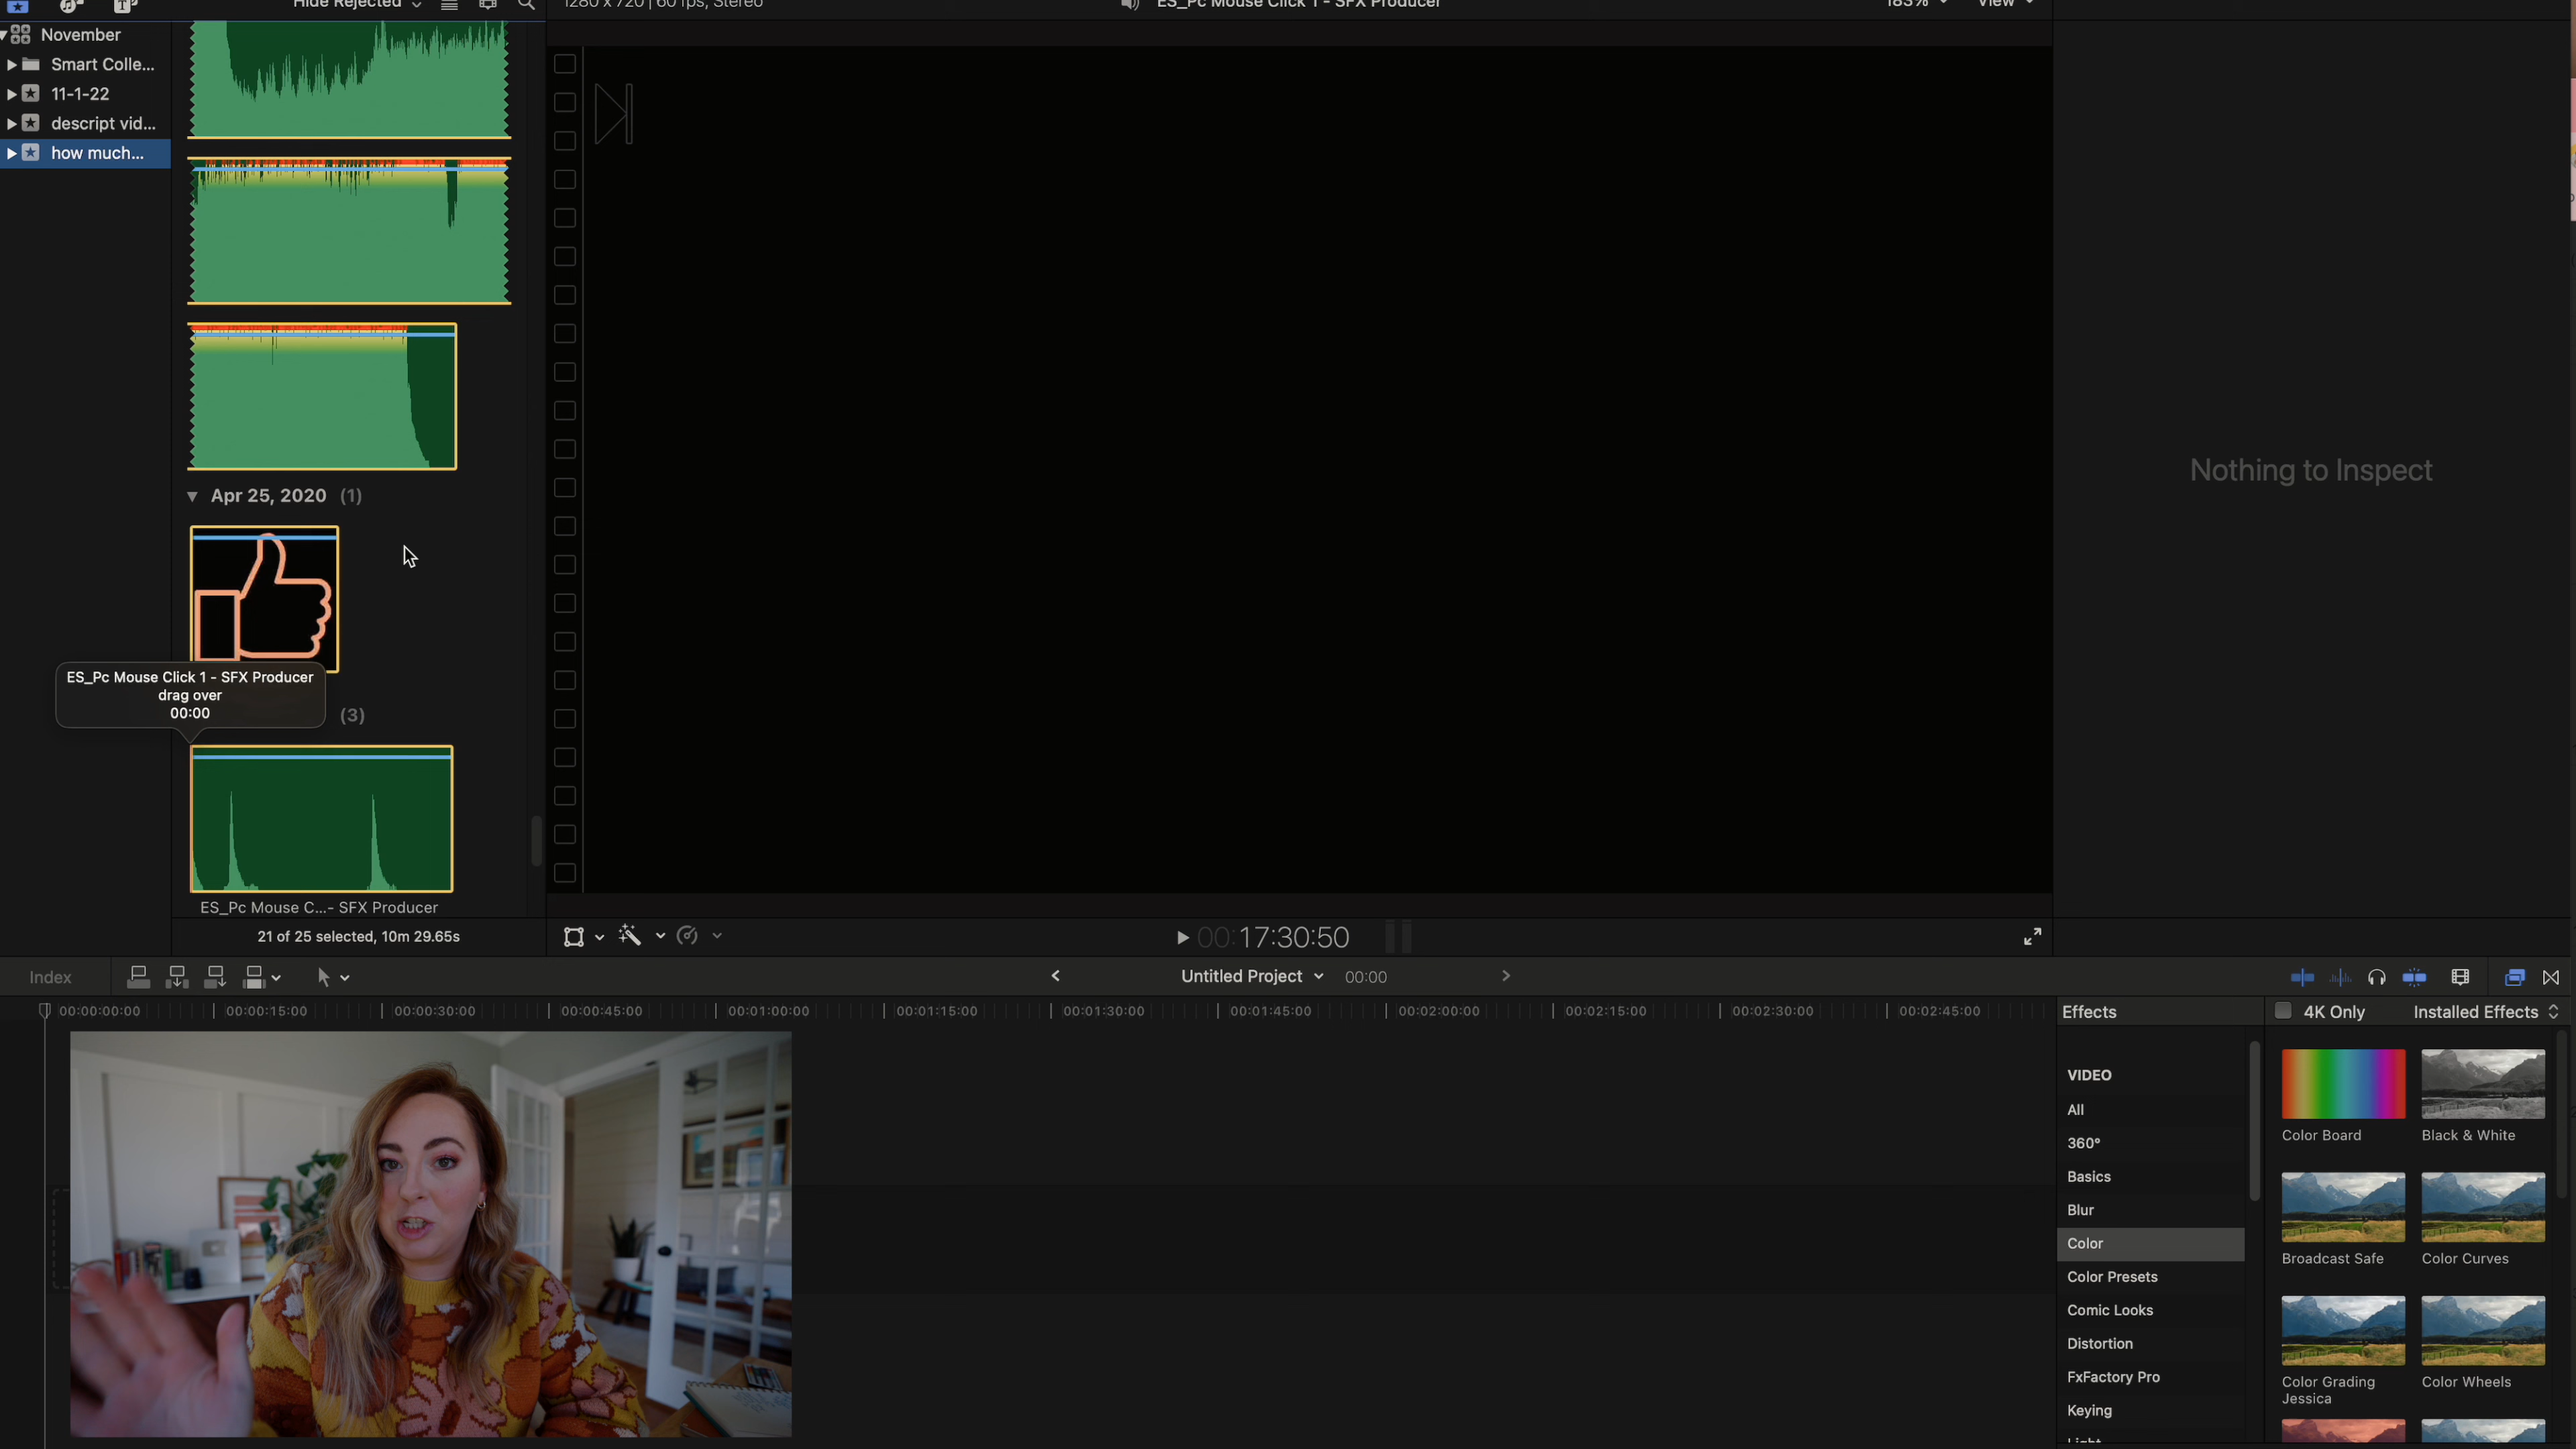 Hide Rejected
1280 x 720 | 60 fps, Stereo
ES_Pc Mouse Click 1 - SFX Producer
183%
View
November
Smart Colle...
11-1-22
descript vid...
how much...
Apr 25, 2020 (1)
ES_Pc Mouse Click 1 - SFX Producer
drag over
00:00
(3)
ES_Pc Mouse C...- SFX Producer
21 of 25 selected, 10m 29.65s
Nothing to Inspect
00:17:30:50
Index
Untitled Project
00:00
00:00:00:00
00:00:15:00
00:00:30:00
00:00:45:00
00:01:00:00
00:01:15:00
00:01:30:00
00:01:45:00
00:02:00:00
00:02:15:00
00:02:30:00
00:02:45:00
Effects
4K Only
Installed Effects
VIDEO
All
360°
Basics
Blur
Color
Color Presets
Comic Looks
Distortion
FxFactory Pro
Keying
Light
Color Board
Black & White
Broadcast Safe
Color Curves
Color Grading
Jessica
Color Wheels